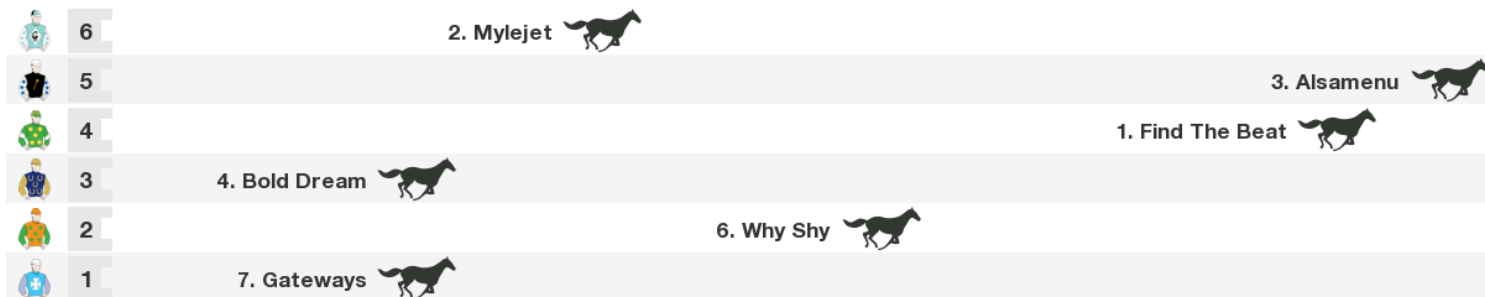 6 2. Mylejet
5 3. Alsamenu
4 1. Find The Beat
3 4. Bold Dream
2 6. Why Shy
1 7. Gateways